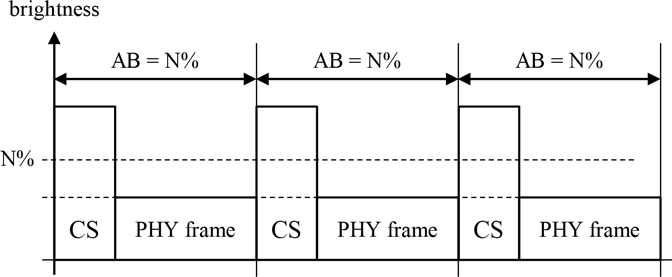 brightness
AB = N% AB = N% AB = N%
N%
CS PHY frame CS PHY frame CS PHY frame